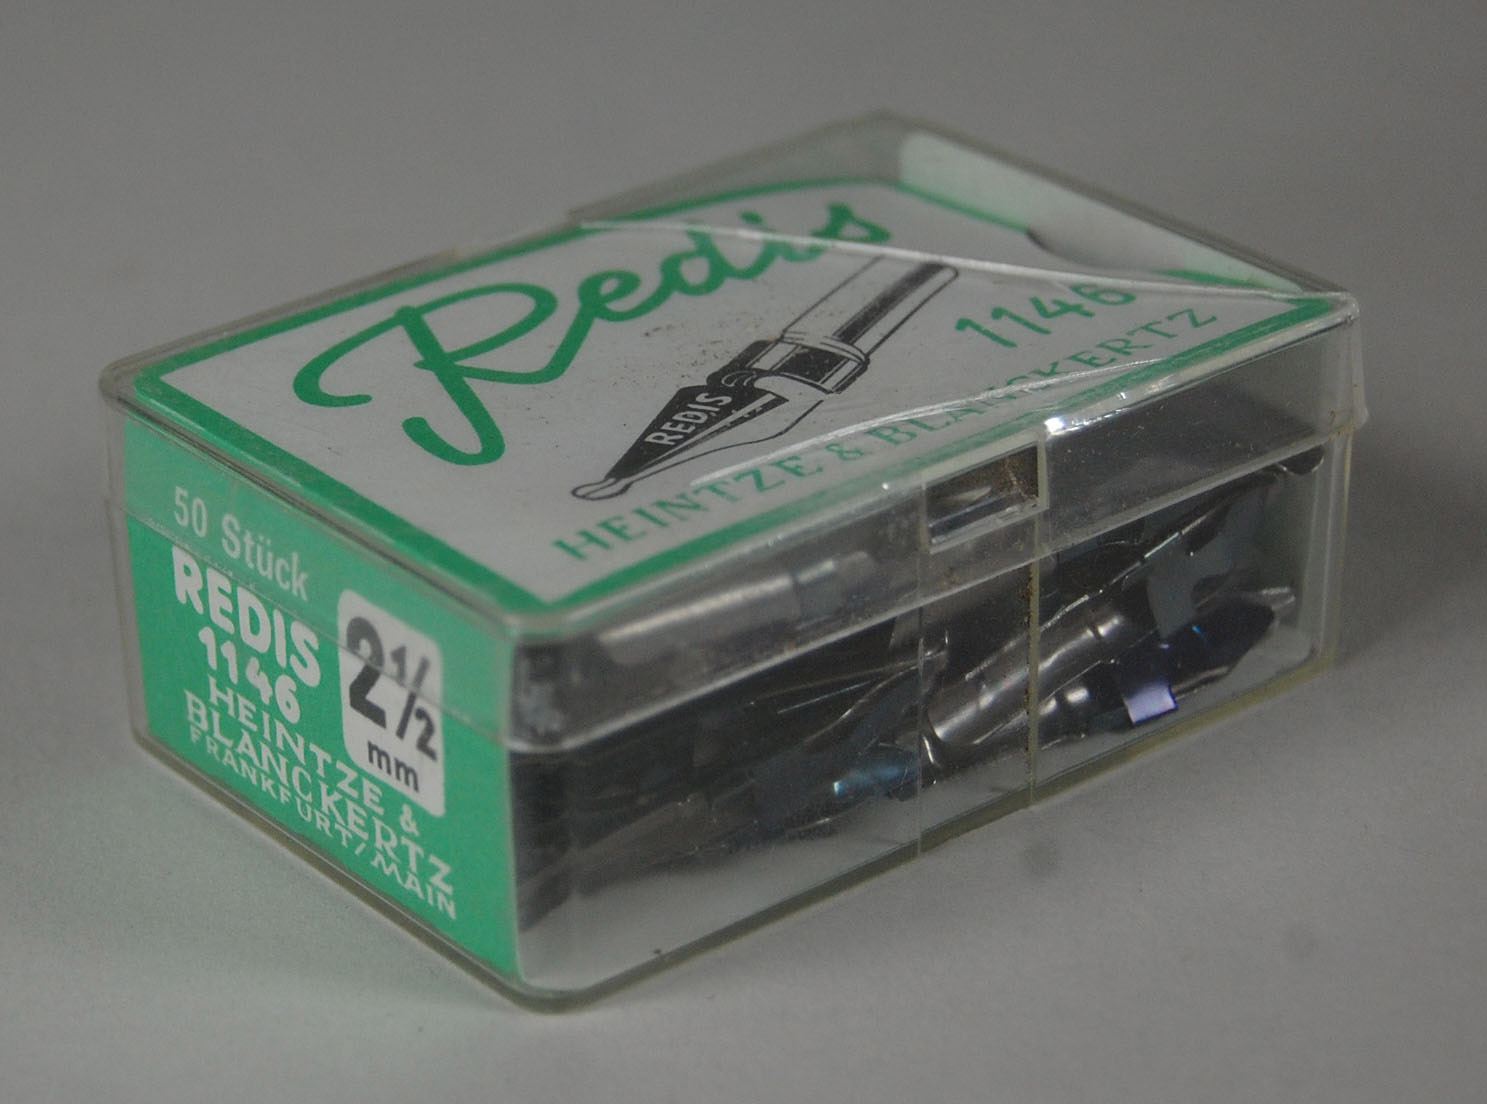 Redis
REDIS
1146
HEINTZE & BLANCKERTZ
50 Stück
REDIS
1146
2½
mm
HEINTZE &
BLANCKERTZ
FRANKFURT/MAIN